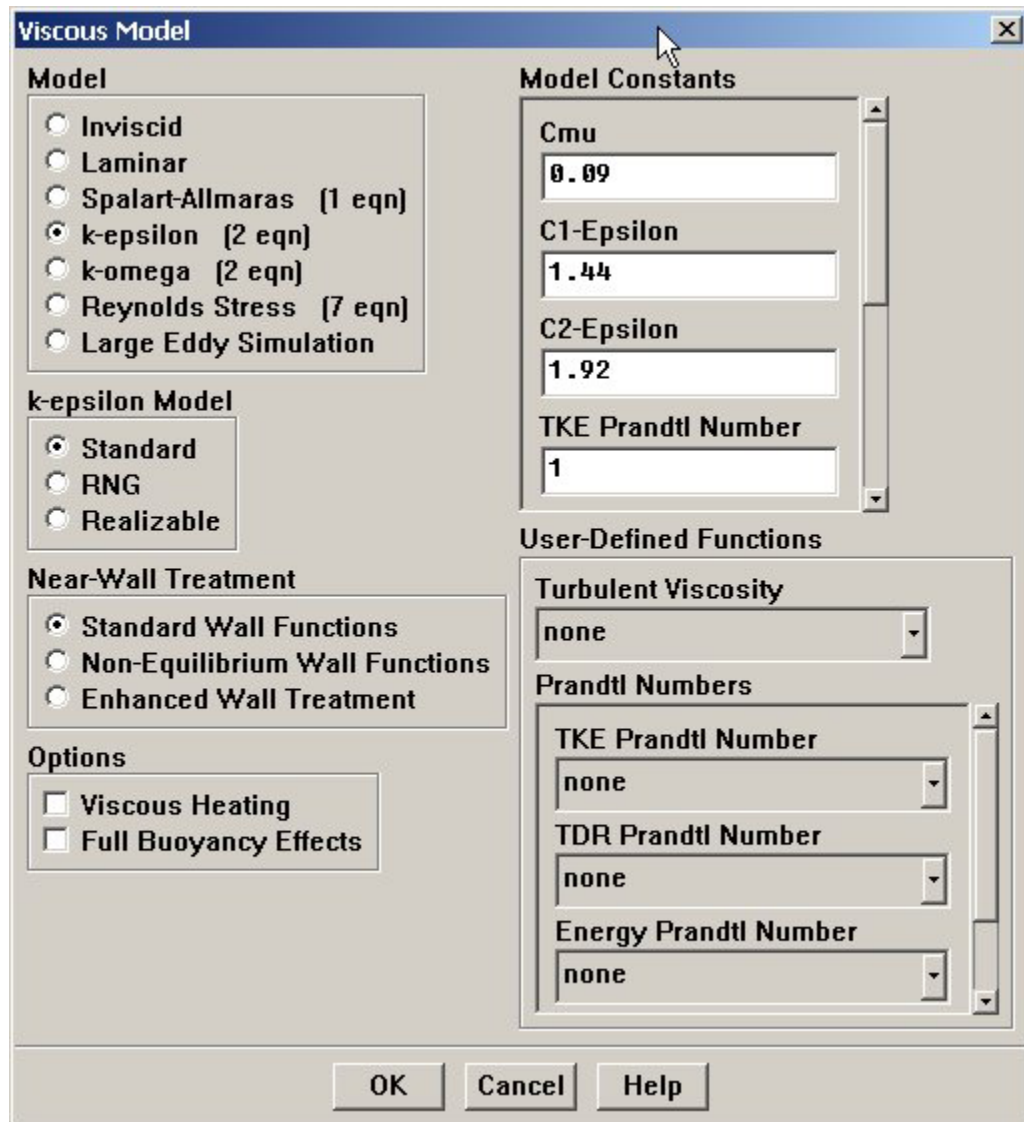 Viscous Model
Model
Inviscid
Laminar
Spalart-Allmaras (1 eqn)
k-epsilon (2 eqn)
k-omega (2 eqn)
Reynolds Stress (7 eqn)
Large Eddy Simulation
k-epsilon Model
Standard
RNG
Realizable
Near-Wall Treatment
Standard Wall Functions
Non-Equilibrium Wall Functions
Enhanced Wall Treatment
Options
Viscous Heating
Full Buoyancy Effects
Model Constants
Cmu
0.09
C1-Epsilon
1.44
C2-Epsilon
1.92
TKE Prandtl Number
1
User-Defined Functions
Turbulent Viscosity
none
Prandtl Numbers
TKE Prandtl Number
none
TDR Prandtl Number
none
Energy Prandtl Number
none
OK Cancel Help